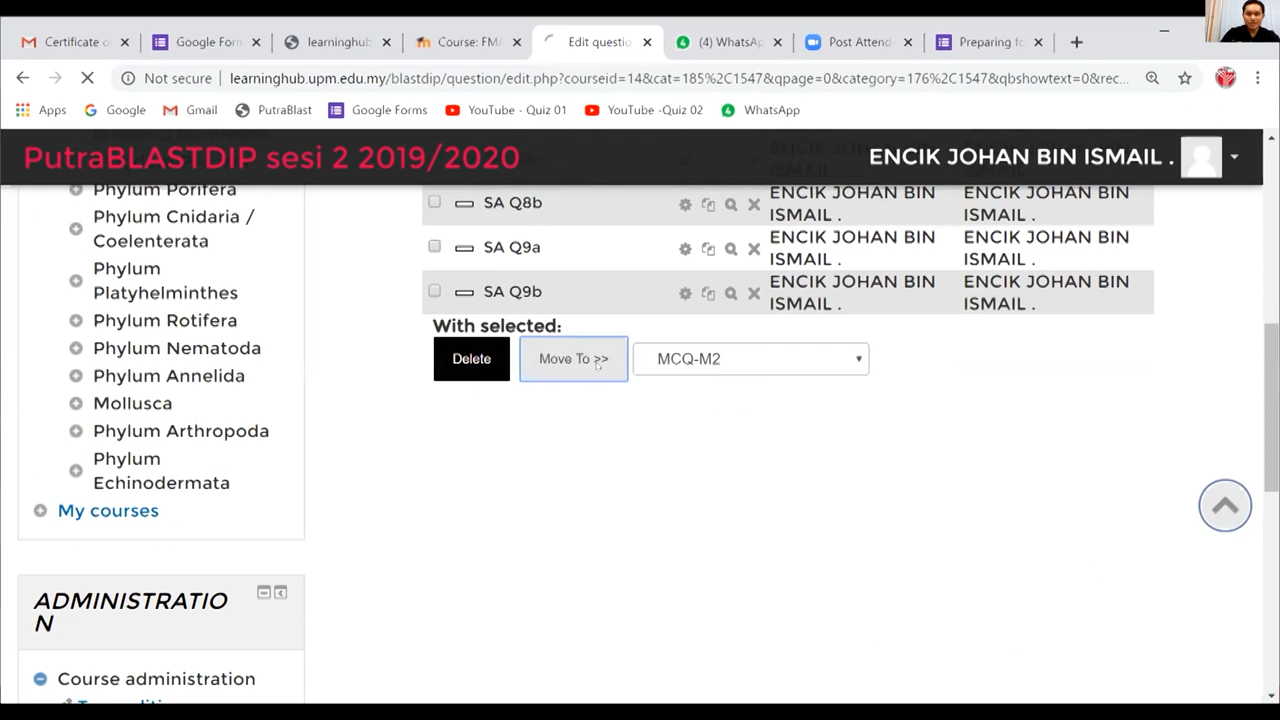 Certificate o
Google For
learninghub
Course: FMA
Edit questio
(4) WhatsAp
Post Attend
Preparing fo
Not secure
learninghub.upm.edu.my/blastdip/question/edit.php?courseid=14&cat=185%2C1547&qpage=0&category=176%2C1547&qbshowtext=0&rec...
Apps
Google
Gmail
PutraBlast
Google Forms
YouTube - Quiz 01
YouTube -Quiz 02
WhatsApp
PutraBLASTDIP sesi 2 2019/2020
ENCIK JOHAN BIN ISMAIL .
Phylum Porifera
Phylum Cnidaria /
Coelenterata
Phylum
Platyhelminthes
Phylum Rotifera
Phylum Nematoda
Phylum Annelida
Mollusca
Phylum Arthropoda
Phylum
Echinodermata
My courses
ADMINISTRATIO
N
Course administration
SA Q8b
ENCIK JOHAN BIN
ISMAIL .
ENCIK JOHAN BIN
ISMAIL .
SA Q9a
ENCIK JOHAN BIN
ISMAIL .
ENCIK JOHAN BIN
ISMAIL .
SA Q9b
ENCIK JOHAN BIN
ISMAIL .
ENCIK JOHAN BIN
ISMAIL .
With selected:
Delete
Move To >>
MCQ-M2